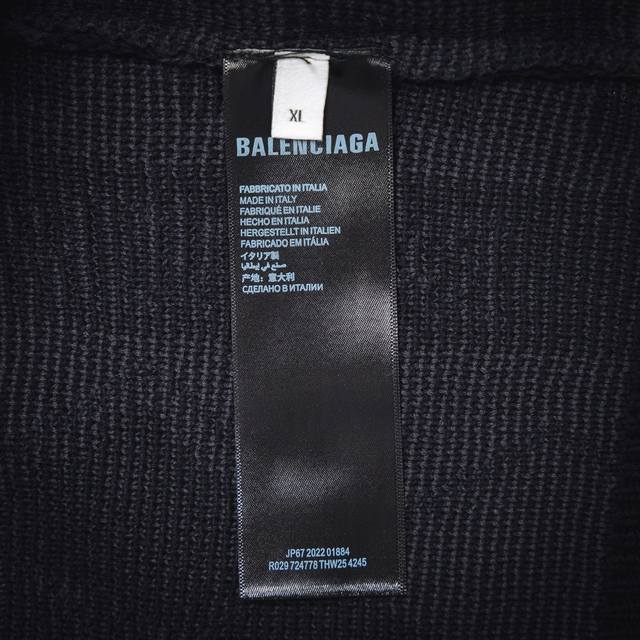 XL
BALENCIAGA
FABBRICATO IN ITALIA
MADE IN ITALY
FABRIQUÉ EN ITALIE
HECHO EN ITALIA
HERGESTELLT IN ITALIEN
FABRICADO EM ITÁLIA
イタリア製
صنع في إيطاليا
产地: 意大利
СДЕЛАНО В ИТАЛИИ
JP67 2022 01884
R029 724778 THW25 4245